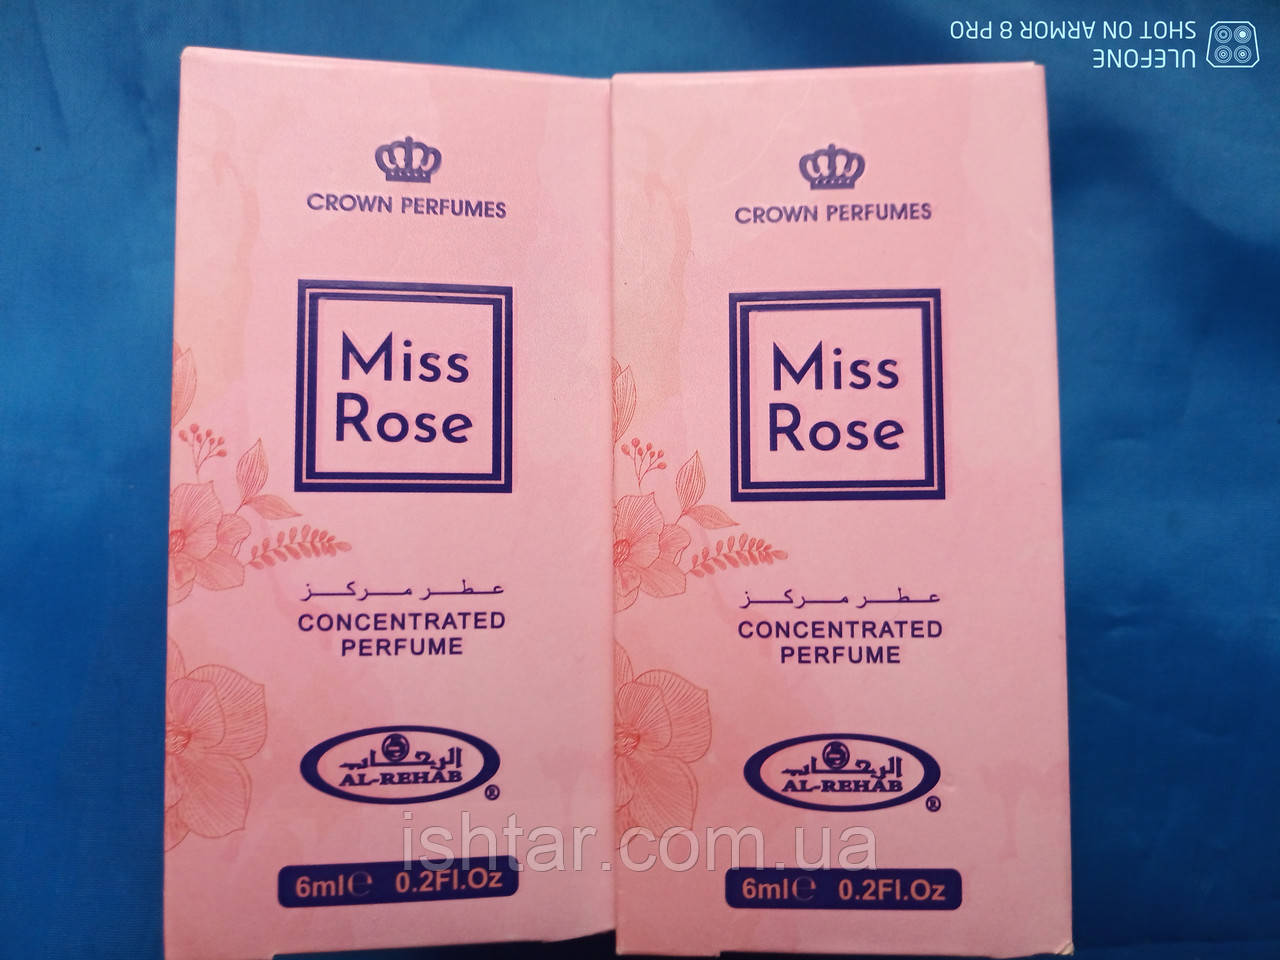 ULEFONE
SHOT ON ARMOR 8 PRO
CROWN PERFUMES
Miss
Rose
عطر مركز
CONCENTRATED
PERFUME
الرحاب
AL-REHAB
®
6ml℮ 0.2Fl.Oz
CROWN PERFUMES
Miss
Rose
عطر مركز
CONCENTRATED
PERFUME
الرحاب
AL-REHAB
®
6ml℮ 0.2Fl.Oz
ishtar.com.ua